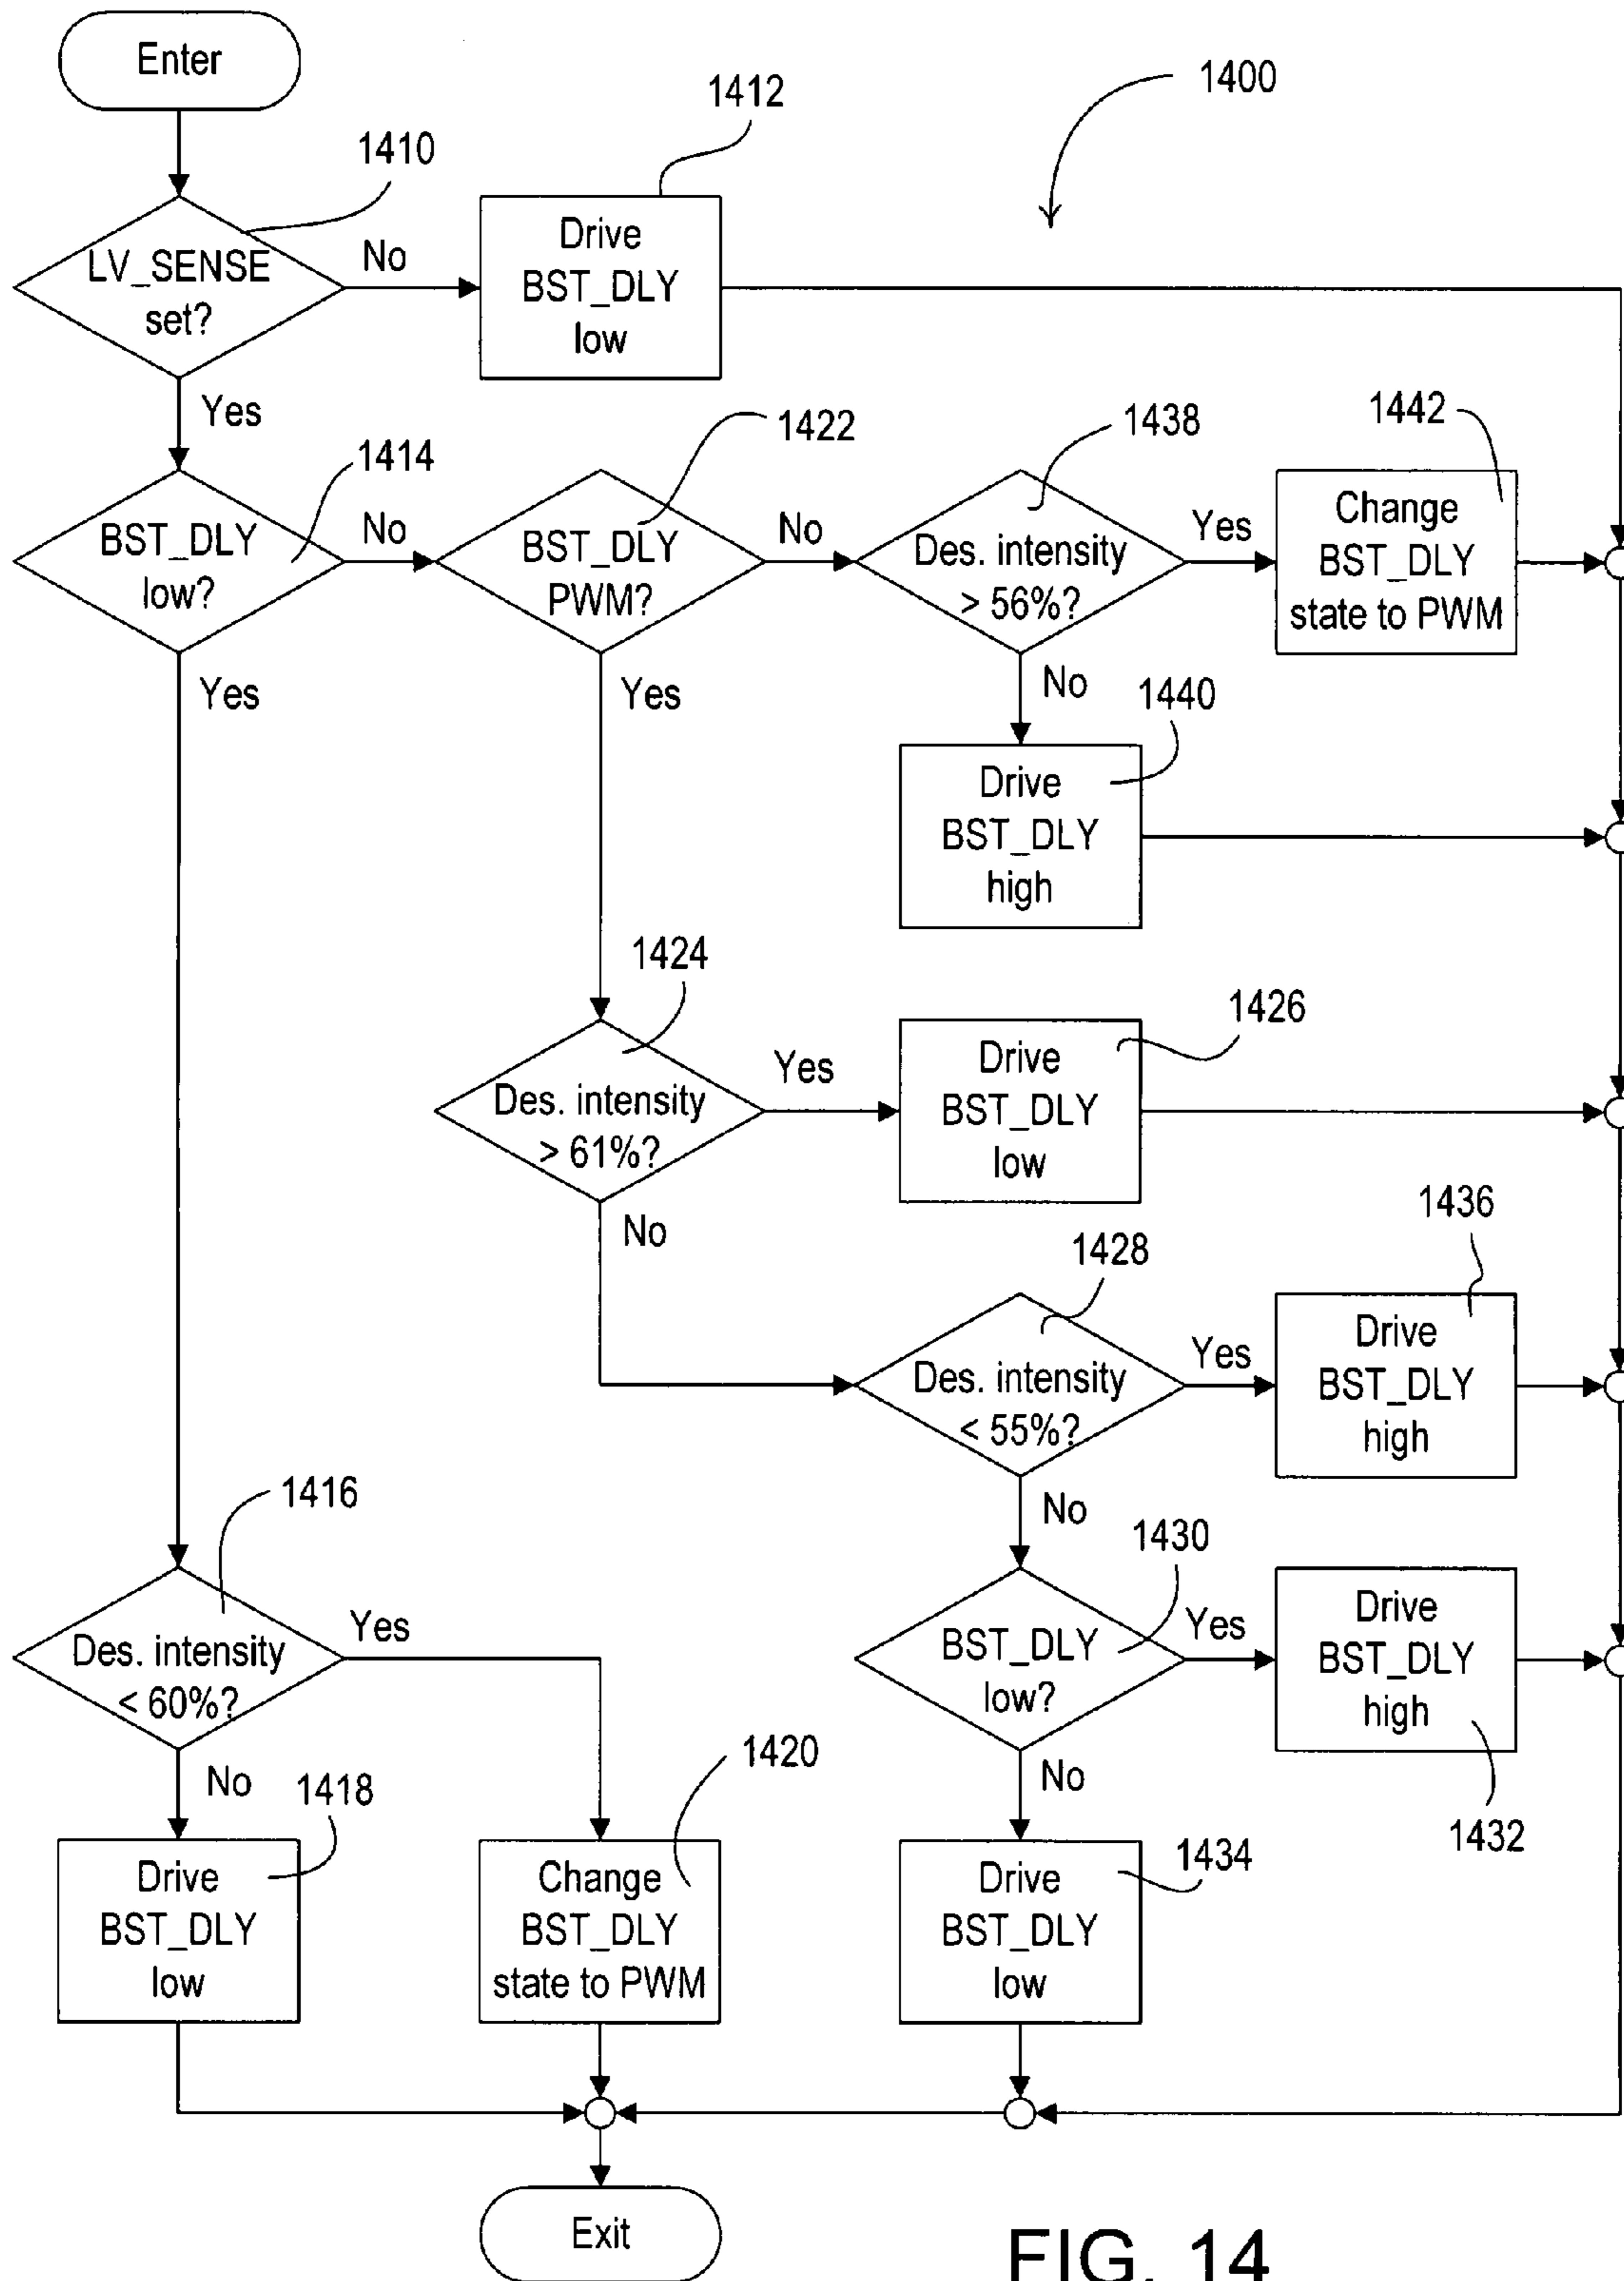 Enter
1400
1412
1410
LV_SENSE
set?
No
Drive
BST_DLY
low
Yes
1414
BST_DLY
low?
No
1422
BST_DLY
PWM?
No
1438
Des. intensity
> 56%?
Yes
1442
Change
BST_DLY
state to PWM
Yes
Yes
No
1440
Drive
BST_DLY
high
1424
Des. intensity
> 61%?
Yes
1426
Drive
BST_DLY
low
No
1428
Des. intensity
< 55%?
Yes
1436
Drive
BST_DLY
high
No
1416
Des. intensity
< 60%?
Yes
1430
BST_DLY
low?
Yes
Drive
BST_DLY
high
1432
No
1418
Drive
BST_DLY
low
1420
Change
BST_DLY
state to PWM
No
1434
Drive
BST_DLY
low
Exit
FIG. 14